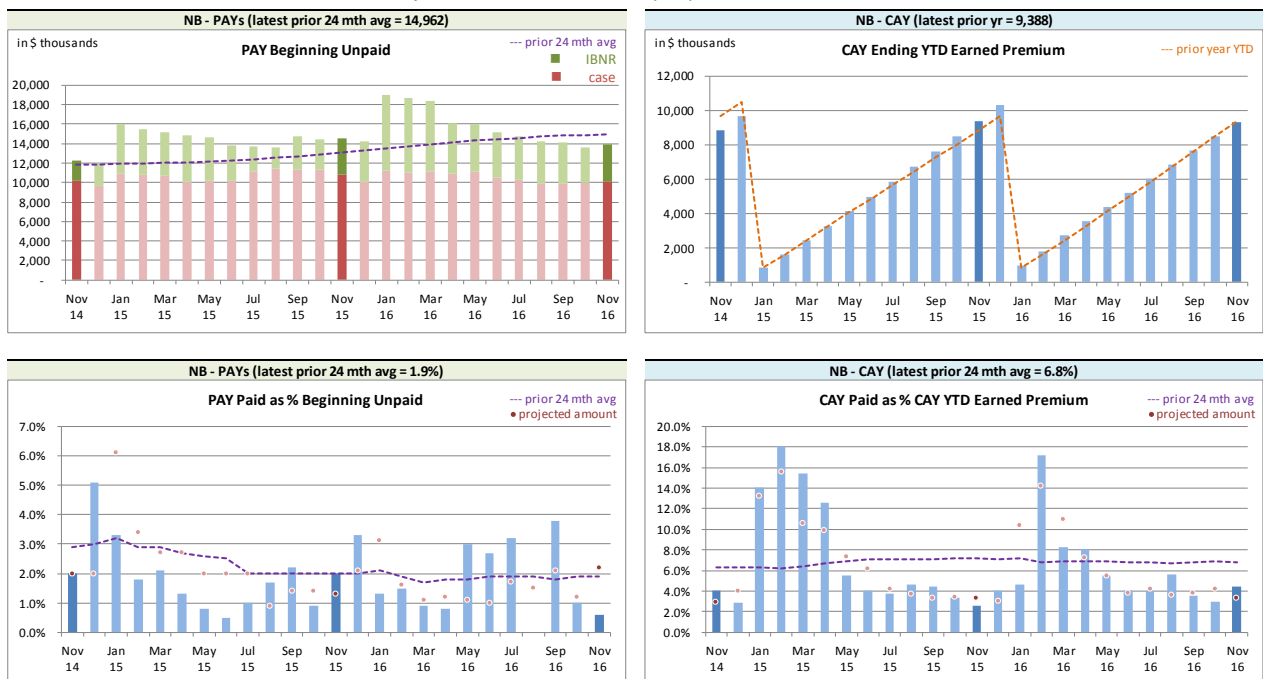 NB - PAYs (latest prior 24 mth avg = 14,962)
in $ thousands
PAY Beginning Unpaid
--- prior 24 mth avg
IBNR
case
20,000
18,000
16,000
14,000
12,000
10,000
8,000
6,000
4,000
2,000
-
Nov 14
Jan 15
Mar 15
May 15
Jul 15
Sep 15
Nov 15
Jan 16
Mar 16
May 16
Jul 16
Sep 16
Nov 16
NB - CAY (latest prior yr = 9,388)
in $ thousands
CAY Ending YTD Earned Premium
--- prior year YTD
12,000
10,000
8,000
6,000
4,000
2,000
-
Nov 14
Jan 15
Mar 15
May 15
Jul 15
Sep 15
Nov 15
Jan 16
Mar 16
May 16
Jul 16
Sep 16
Nov 16
NB - PAYs (latest prior 24 mth avg = 1.9%)
PAY Paid as % Beginning Unpaid
--- prior 24 mth avg
projected amount
7.0%
6.0%
5.0%
4.0%
3.0%
2.0%
1.0%
0.0%
Nov 14
Jan 15
Mar 15
May 15
Jul 15
Sep 15
Nov 15
Jan 16
Mar 16
May 16
Jul 16
Sep 16
Nov 16
NB - CAY (latest prior 24 mth avg = 6.8%)
CAY Paid as % CAY YTD Earned Premium
--- prior 24 mth avg
projected amount
20.0%
18.0%
16.0%
14.0%
12.0%
10.0%
8.0%
6.0%
4.0%
2.0%
0.0%
Nov 14
Jan 15
Mar 15
May 15
Jul 15
Sep 15
Nov 15
Jan 16
Mar 16
May 16
Jul 16
Sep 16
Nov 16